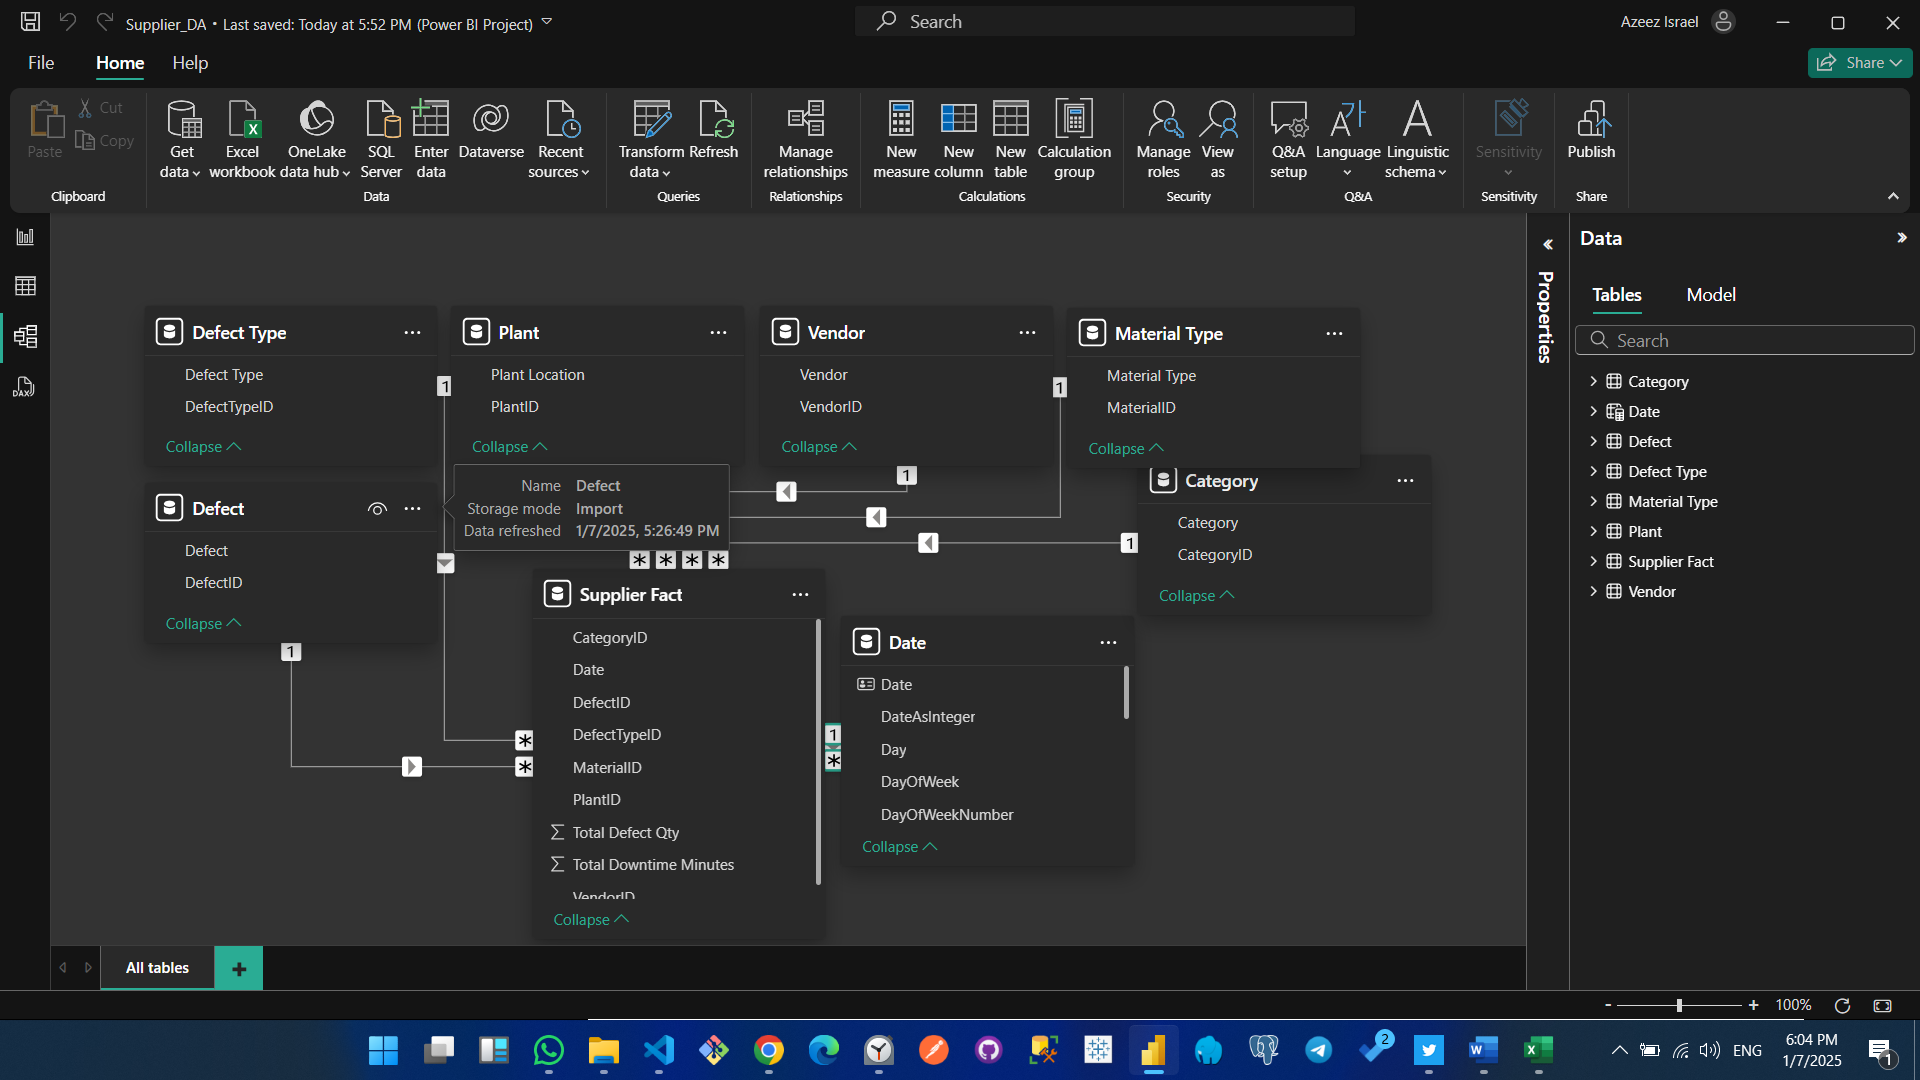 Supplier_DA • Last saved: Today at 5:52 PM (Power BI Project)
Search
Azeez Israel
File
Home
Help
Share
Paste
Cut
Copy
Clipboard
Get data
Excel workbook
OneLake data hub
SQL Server
Enter data
Dataverse
Recent sources
Data
Transform data
Refresh
Queries
Manage relationships
Relationships
New measure
New column
New table
Calculation group
Calculations
Manage roles
View as
Security
Q&A setup
Language
Linguistic schema
Q&A
Sensitivity
Sensitivity
Publish
Share
DAX
Defect Type
Defect Type
DefectTypeID
Collapse
1
Plant
Plant Location
PlantID
Collapse
Vendor
Vendor
VendorID
Collapse
1
1
Material Type
Material Type
MaterialID
Collapse
Name Defect
Storage mode Import
Data refreshed 1/7/2025, 5:26:49 PM
Defect
Defect
DefectID
Collapse
1
Category
Category
CategoryID
Collapse
1
* * * *
Supplier Fact
CategoryID
Date
DefectID
DefectTypeID
MaterialID
PlantID
Total Defect Qty
Total Downtime Minutes
VendorID
Collapse
*
*
1
*
Date
Date
DateAsInteger
Day
DayOfWeek
DayOfWeekNumber
Collapse
Properties
Data
Tables
Model
Search
Category
Date
Defect
Defect Type
Material Type
Plant
Supplier Fact
Vendor
All tables
+
- + 100%
2
ENG
6:04 PM
1/7/2025
1